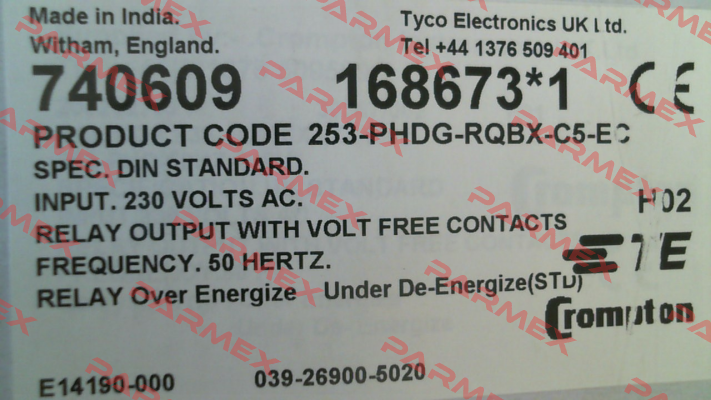 Made in India.
Tyco Electronics UK Ltd.
Witham, England.
Tel +44 1376 509 401
740609 168673*1 CE
PRODUCT CODE 253-PHDG-RQBX-C5-EC
SPEC. DIN STANDARD.
INPUT. 230 VOLTS AC.
H02
RELAY OUTPUT WITH VOLT FREE CONTACTS
TE
FREQUENCY. 50 HERTZ.
RELAY Over Energize Under De-Energize(STD)
Crompton
E14190-000 039-26900-5020
PARMEX